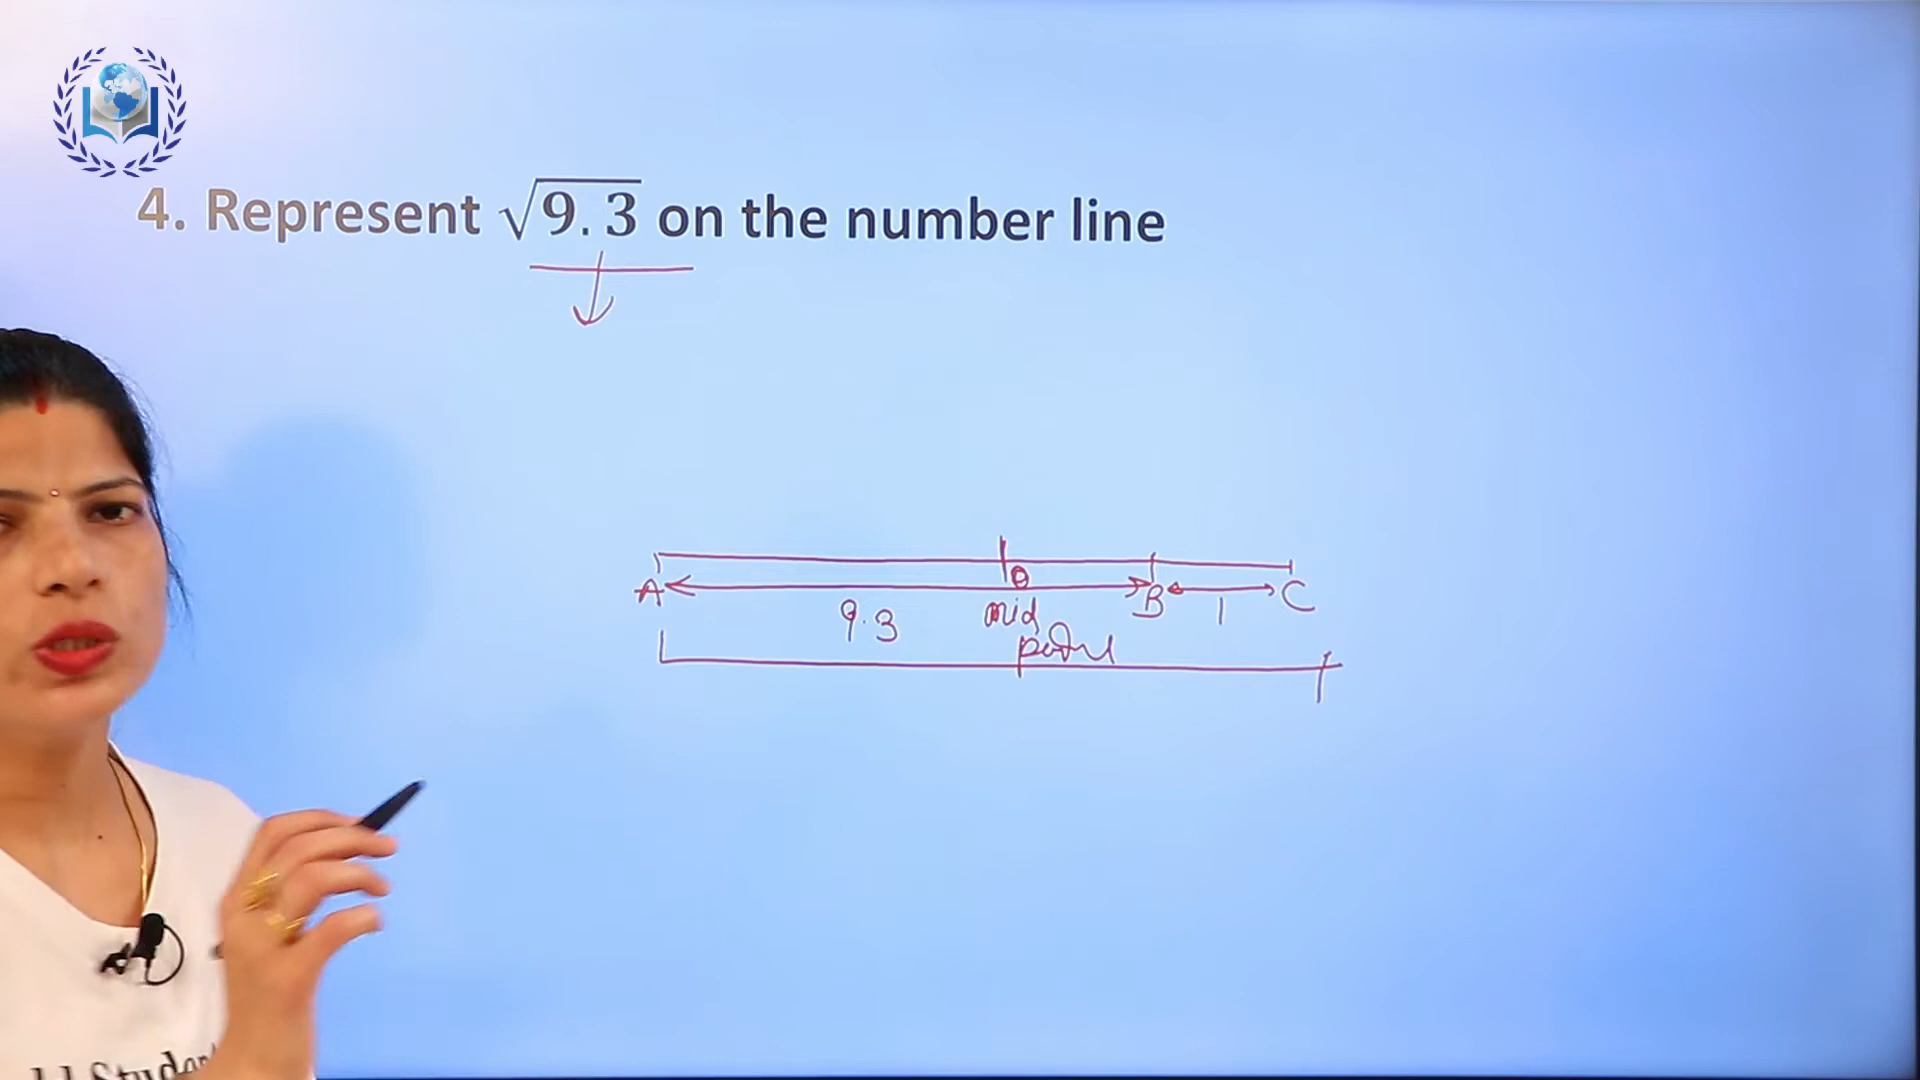 4. Represent √9.3 on the number line
A
O
B
C
9.3
mid
1
point